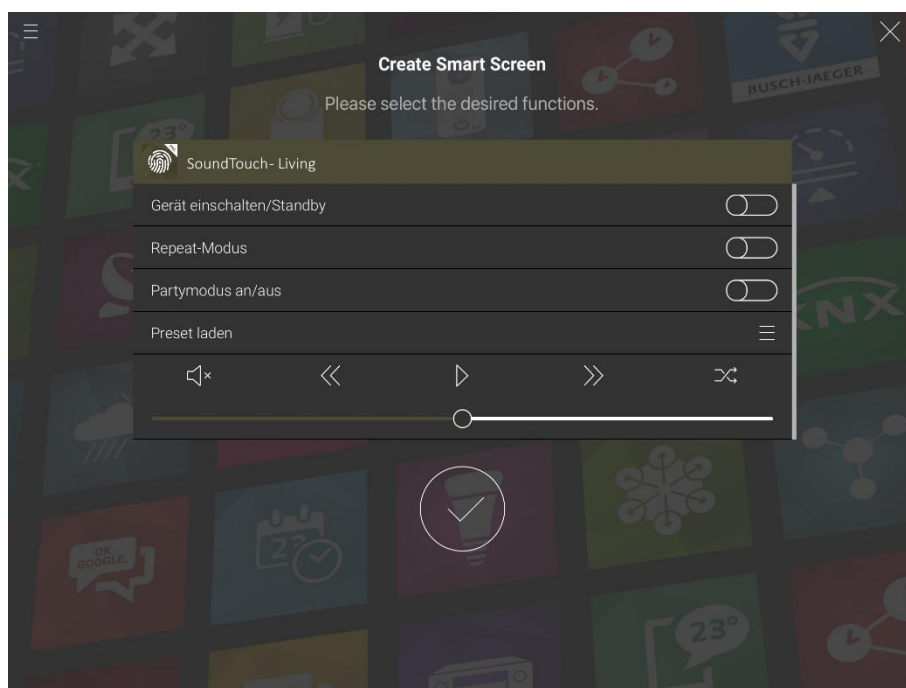 Create Smart Screen
Please select the desired functions.
BUSCH-JAEGER
23°
SoundTouch- Living
Gerät einschalten/Standby
Repeat-Modus
Partymodus an/aus
KNX
Preset laden
OK
GOOGLE,
23°